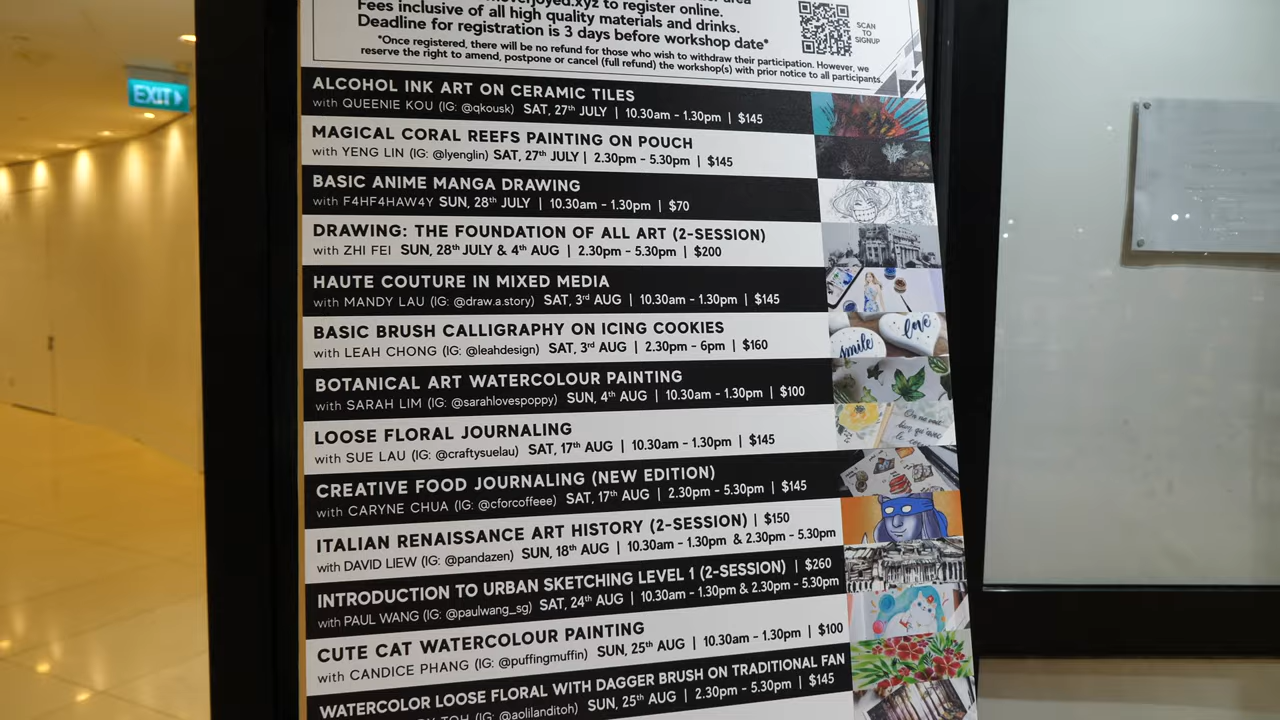 to register online.
Fees inclusive of all high quality materials and drinks.
Deadline for registration is 3 days before workshop date*
*Once registered, there will be no refund for those who wish to withdraw their participation. However, we
reserve the right to amend, postpone or cancel (full refund) the workshop(s) with prior notice to all participants.
SCAN
TO
SIGNUP
EXIT
ALCOHOL INK ART ON CERAMIC TILES
with QUEENIE KOU (IG: @qkousk) SAT, 27th JULY | 10.30am - 1.30pm | $145
MAGICAL CORAL REEFS PAINTING ON POUCH
with YENG LIN (IG: @lyenglin) SAT, 27th JULY | 2.30pm - 5.30pm | $145
BASIC ANIME MANGA DRAWING
with F4HF4HAW4Y SUN, 28th JULY | 10.30am - 1.30pm | $70
DRAWING: THE FOUNDATION OF ALL ART (2-SESSION)
with ZHI FEI SUN, 28th JULY & 4th AUG | 2.30pm - 5.30pm | $200
HAUTE COUTURE IN MIXED MEDIA
with MANDY LAU (IG: @draw.a.story) SAT, 3rd AUG | 10.30am - 1.30pm | $145
BASIC BRUSH CALLIGRAPHY ON ICING COOKIES
with LEAH CHONG (IG: @leahdesign) SAT, 3rd AUG | 2.30pm - 6pm | $160
smile
love
BOTANICAL ART WATERCOLOUR PAINTING
with SARAH LIM (IG: @sarahlovespoppy) SUN, 4th AUG | 10.30am - 1.30pm | $100
LOOSE FLORAL JOURNALING
with SUE LAU (IG: @craftysuelau) SAT, 17th AUG | 10.30am - 1.30pm | $145
CREATIVE FOOD JOURNALING (NEW EDITION)
with CARYNE CHUA (IG: @cforcoffeee) SAT, 17th AUG | 2.30pm - 5.30pm | $145
ITALIAN RENAISSANCE ART HISTORY (2-SESSION) | $150
with DAVID LIEW (IG: @pandazen) SUN, 18th AUG | 10.30am - 1.30pm & 2.30pm - 5.30pm
INTRODUCTION TO URBAN SKETCHING LEVEL 1 (2-SESSION) | $260
with PAUL WANG (IG: @paulwang_sg) SAT, 24th AUG | 10.30am - 1.30pm & 2.30pm - 5.30pm
CUTE CAT WATERCOLOUR PAINTING
with CANDICE PHANG (IG: @puffingmuffin) SUN, 25th AUG | 10.30am - 1.30pm | $100
WATERCOLOR LOOSE FLORAL WITH DAGGER BRUSH ON TRADITIONAL FAN
TOH (IG: @aolilanditoh) SUN, 25th AUG | 2.30pm - 5.30pm | $145